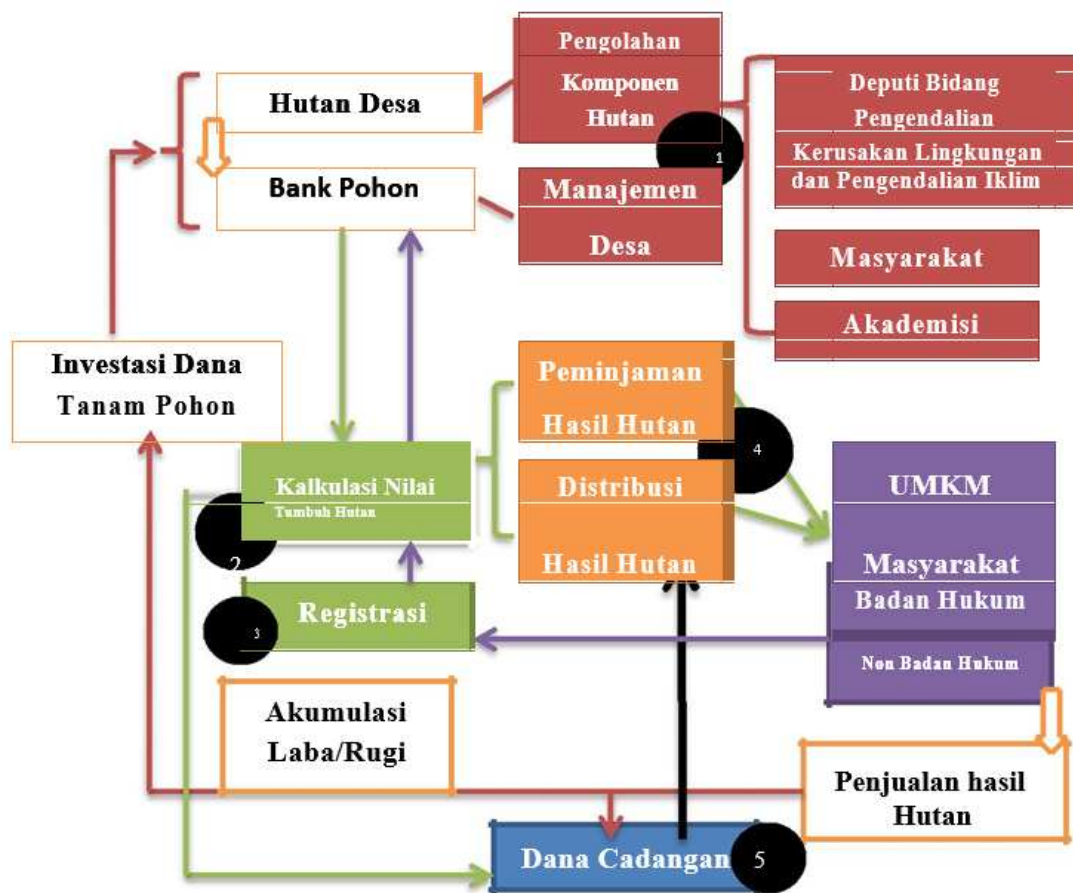 Pengolahan
Komponen
Hutan
1
Hutan Desa
Bank Pohon
Manajemen
Desa
Deputi Bidang
Pengendalian
Kerusakan Lingkungan
dan Pengendalian Iklim
Masyarakat
Akademisi
Investasi Dana
Tanam Pohon
Peminjaman
Hasil Hutan
4
Distribusi
Hasil Hutan
Kalkulasi Nilai
Tumbuh Hutan
2
Registrasi
3
UMKM
Masyarakat
Badan Hukum
Non Badan Hukum
Akumulasi
Laba/Rugi
Penjualan hasil
Hutan
Dana Cadangan
5